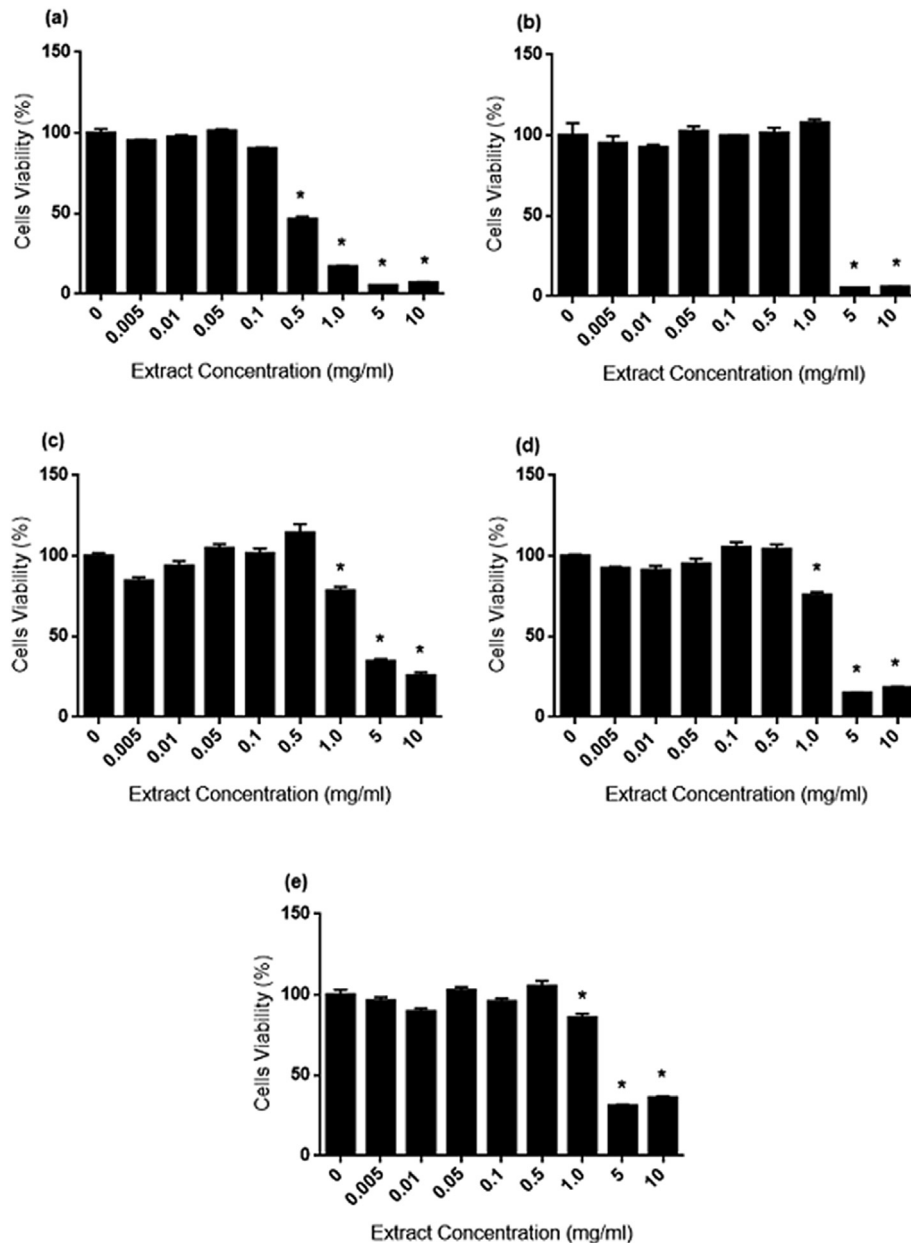 (a)
150
100
50
0
Cells Viability (%)
* * * *
0 0.005 0.01 0.05 0.1 0.5 1.0 5 10
Extract Concentration (mg/ml)
(b)
150
100
50
0
Cells Viability (%)
* *
0 0.005 0.01 0.05 0.1 0.5 1.0 5 10
Extract Concentration (mg/ml)
(c)
150
100
50
0
Cells Viability (%)
* * *
0 0.005 0.01 0.05 0.1 0.5 1.0 5 10
Extract Concentration (mg/ml)
(d)
150
100
50
0
Cells Viability (%)
* * *
0 0.005 0.01 0.05 0.1 0.5 1.0 5 10
Extract Concentration (mg/ml)
(e)
150
100
50
0
Cells Viability (%)
* * *
0 0.005 0.01 0.05 0.1 0.5 1.0 5 10
Extract Concentration (mg/ml)